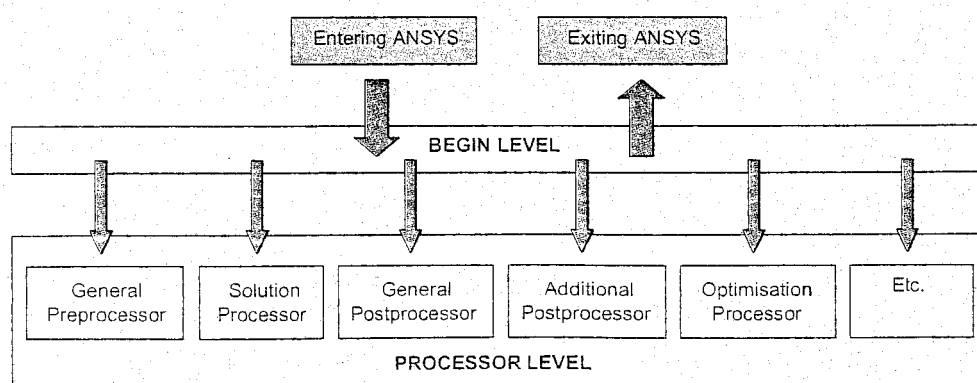 Entering ANSYS
Exiting ANSYS
BEGIN LEVEL
General
Preprocessor
Solution
Processor
General
Postprocessor
Additional
Postprocessor
Optimisation
Processor
Etc.
PROCESSOR LEVEL